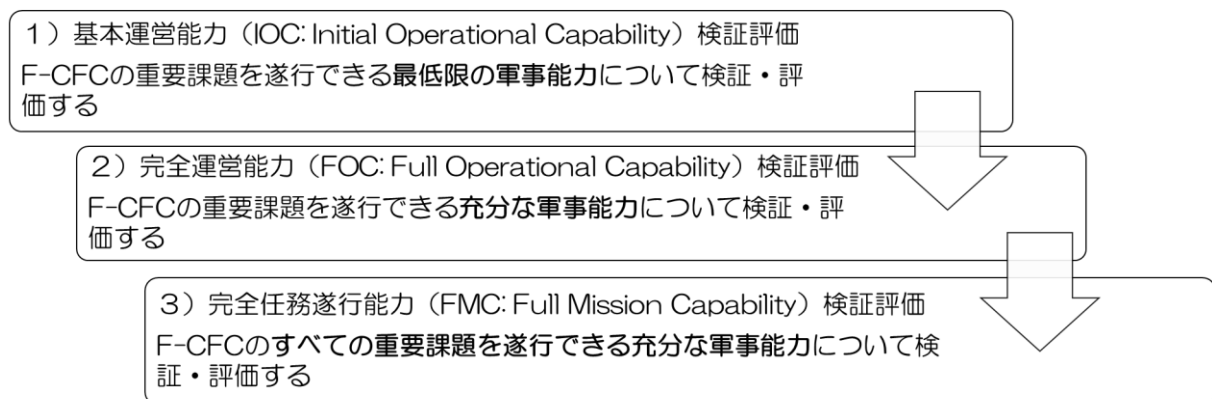 1）基本運営能力（IOC: Initial Operational Capability）検証評価
F-CFCの重要課題を遂行できる最低限の軍事能力について検証・評
価する
2）完全運営能力（FOC: Full Operational Capability）検証評価
F-CFCの重要課題を遂行できる充分な軍事能力について検証・評
価する
3）完全任務遂行能力（FMC: Full Mission Capability）検証評価
F-CFCのすべての重要課題を遂行できる充分な軍事能力について検
証・評価する